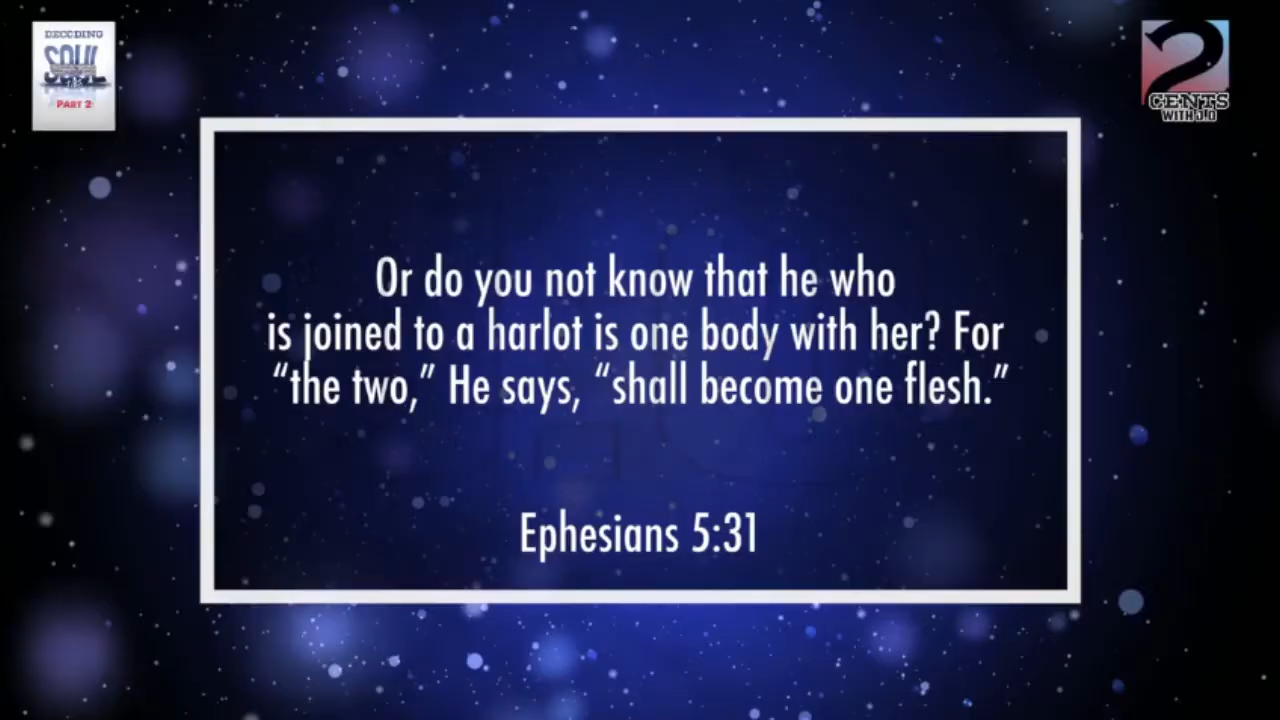 DECODING
SOUL
PART 2
2
CENTS
WITH J.O
Or do you not know that he who
is joined to a harlot is one body with her? For
“the two,” He says, “shall become one flesh.”
Ephesians 5:31